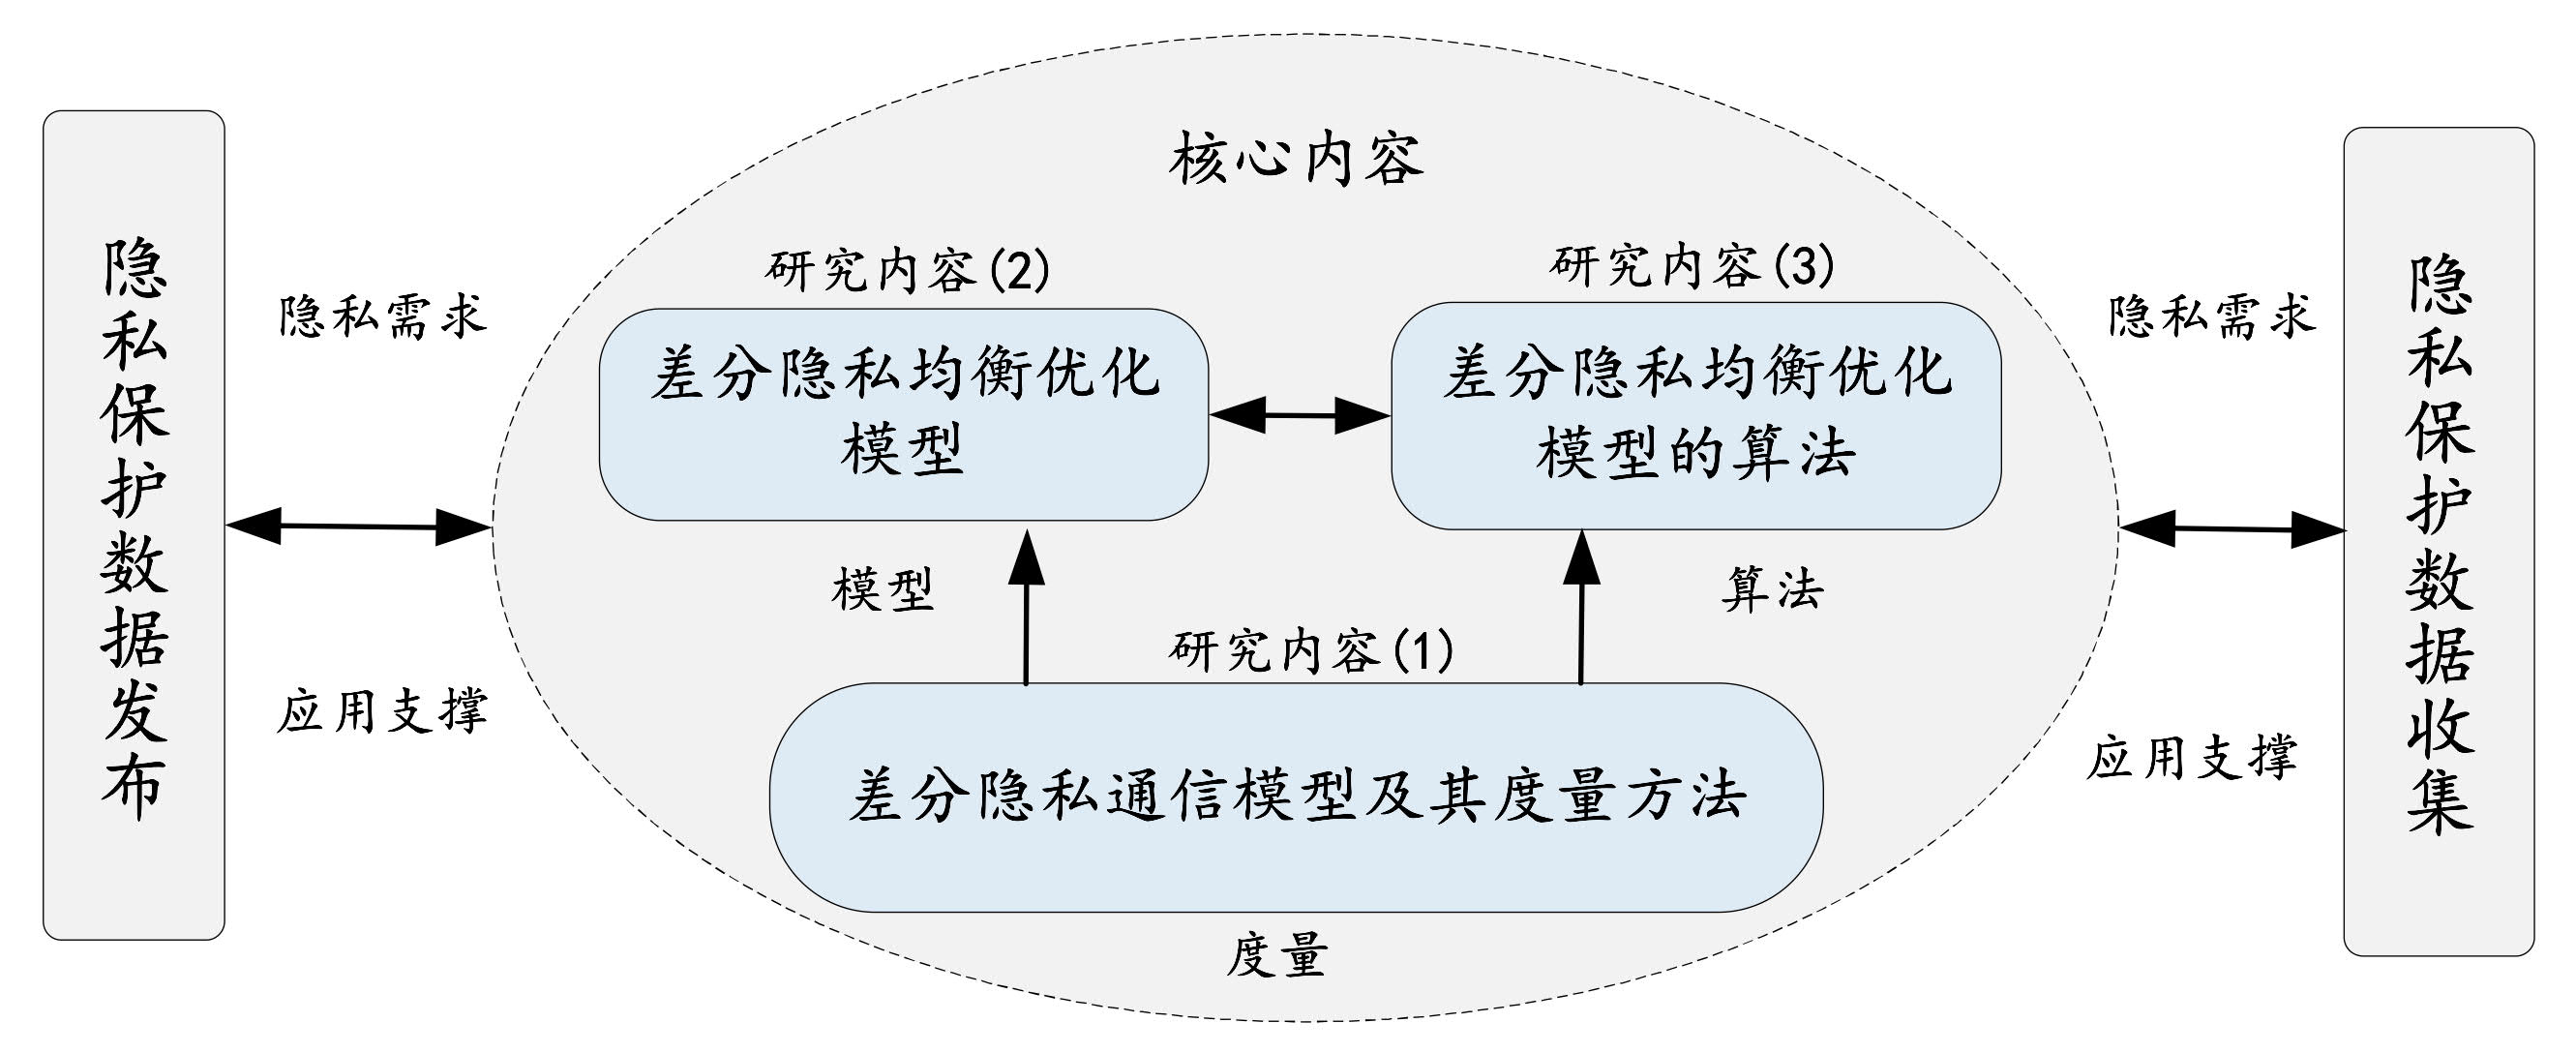 核心内容
隐私保护数据发布
隐私需求
应用支撑
研究内容(2)
差分隐私均衡优化
模型
研究内容(3)
差分隐私均衡优化
模型的算法
模型
算法
研究内容(1)
差分隐私通信模型及其度量方法
度量
隐私需求
应用支撑
隐私保护数据收集